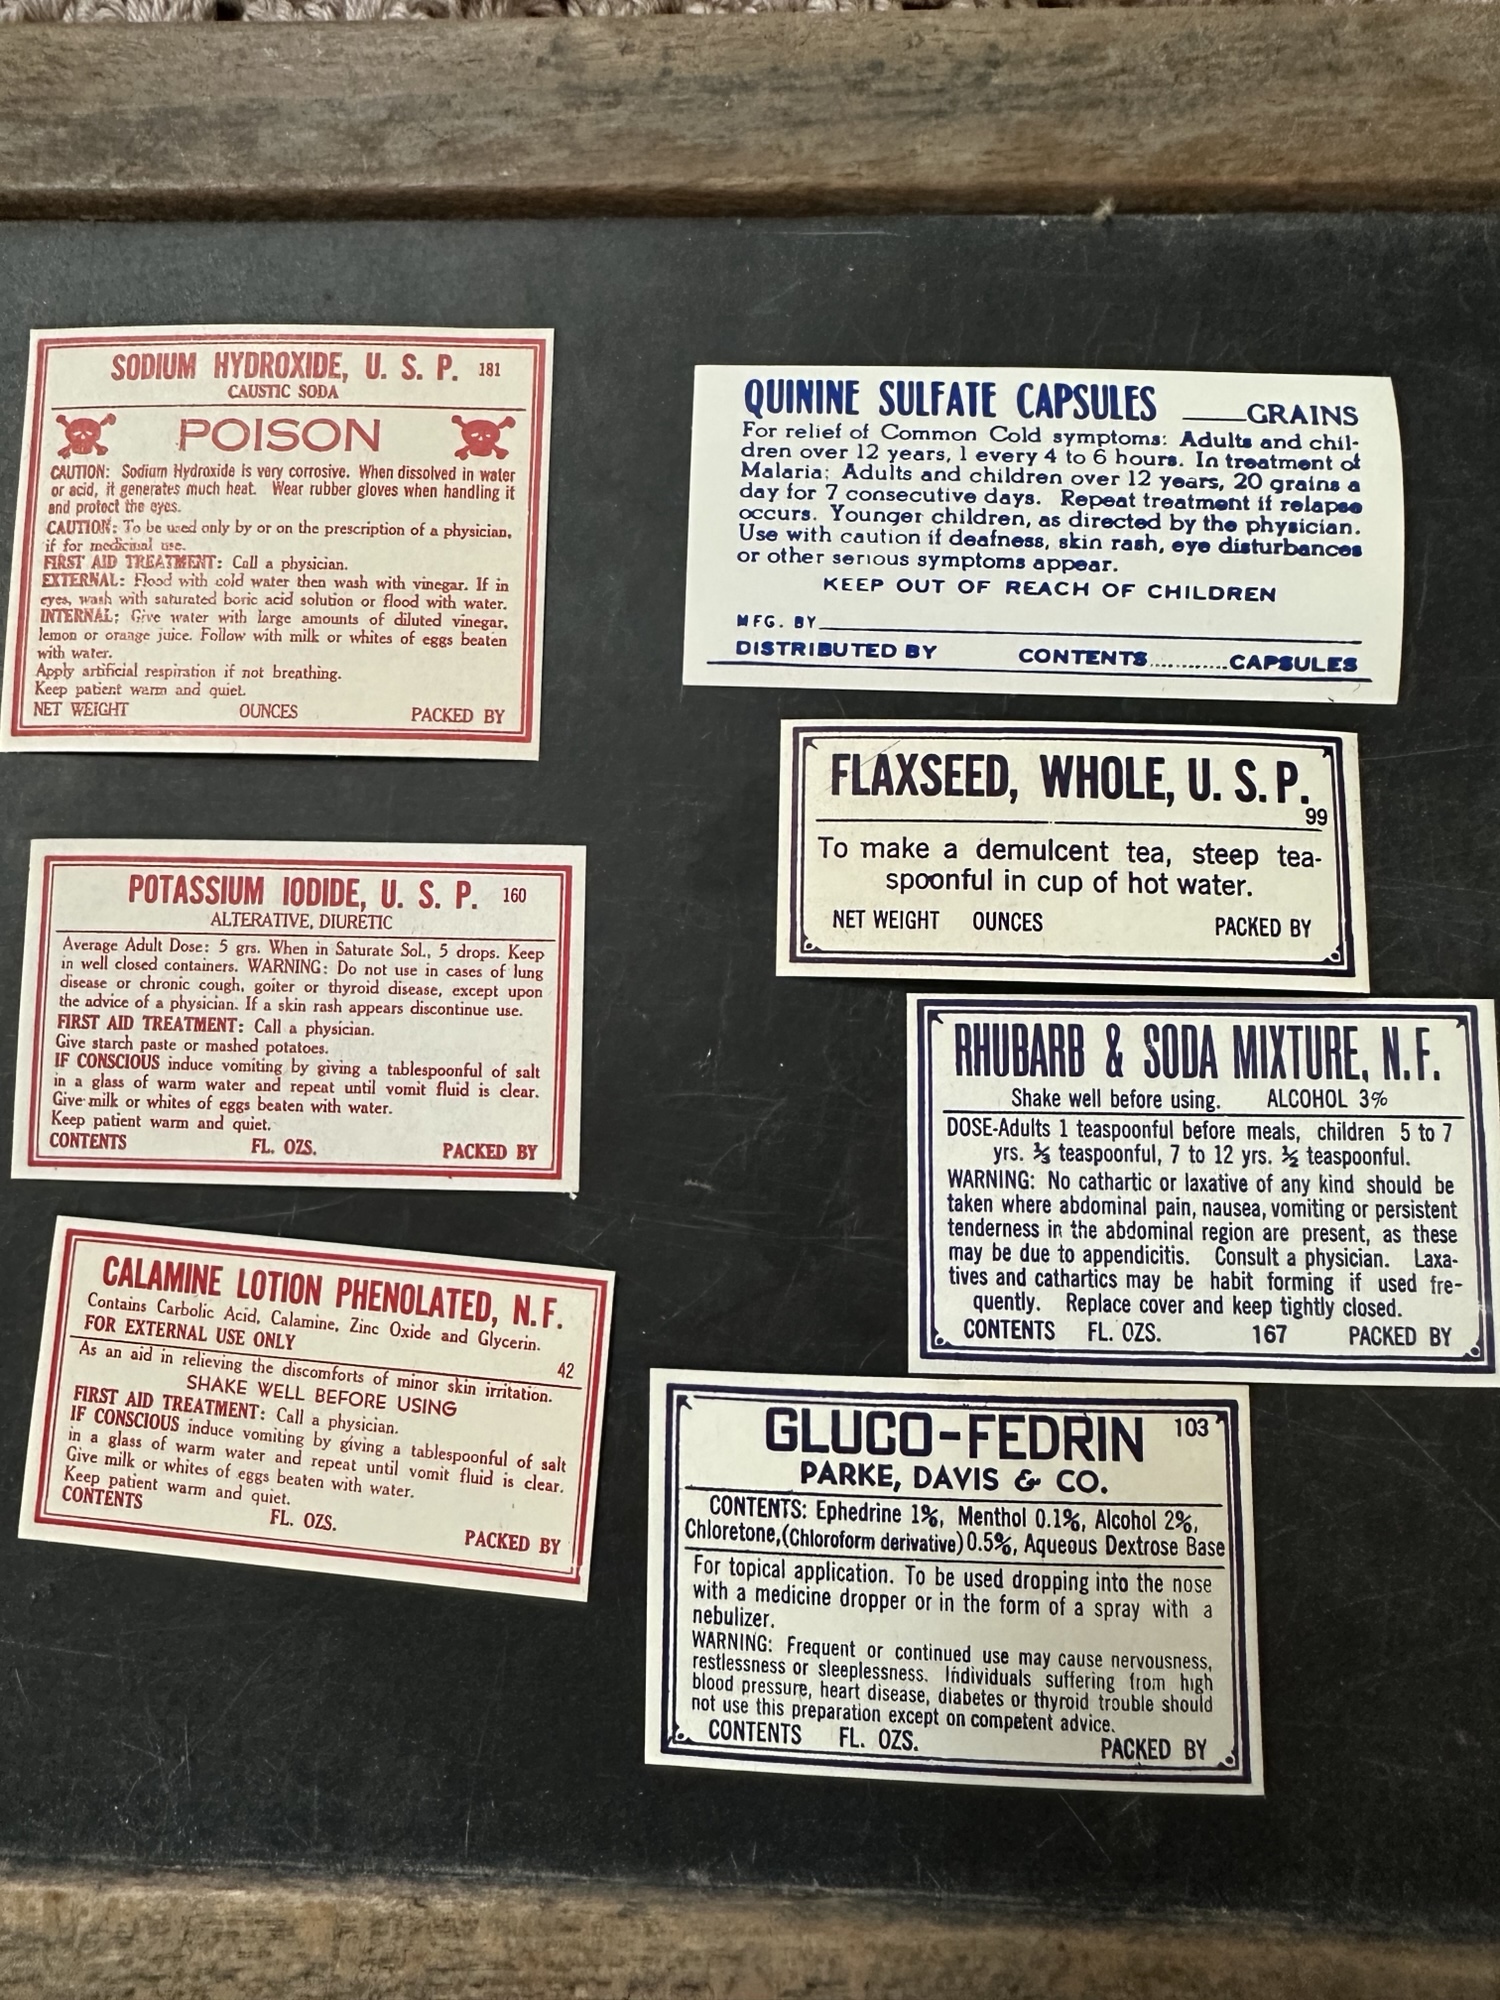 SODIUM HYDROXIDE, U. S. P. 181
CAUSTIC SODA
POISON
CAUTION: Sodium Hydroxide is very corrosive. When dissolved in water
or acid, it generates much heat. Wear rubber gloves when handling it
and protect the eyes.
CAUTION: To be used only by or on the prescription of a physician,
if for medicinal use.
FIRST AID TREATMENT: Call a physician.
EXTERNAL: Flood with cold water then wash with vinegar. If in
eyes, wash with saturated boric acid solution or flood with water.
INTERNAL: Give water with large amounts of diluted vinegar,
lemon or orange juice. Follow with milk or whites of eggs beaten
with water.
Apply artificial respiration if not breathing.
Keep patient warm and quiet.
NET WEIGHT OUNCES PACKED BY
POTASSIUM IODIDE, U. S. P. 160
ALTERATIVE, DIURETIC
Average Adult Dose: 5 grs. When in Saturate Sol., 5 drops. Keep
in well closed containers. WARNING: Do not use in cases of lung
disease or chronic cough, goiter or thyroid disease, except upon
the advice of a physician. If a skin rash appears discontinue use.
FIRST AID TREATMENT: Call a physician.
Give starch paste or mashed potatoes.
IF CONSCIOUS induce vomiting by giving a tablespoonful of salt
in a glass of warm water and repeat until vomit fluid is clear.
Give milk or whites of eggs beaten with water.
Keep patient warm and quiet.
CONTENTS FL. OZS. PACKED BY
CALAMINE LOTION PHENOLATED, N.F.
Contains Carbolic Acid, Calamine, Zinc Oxide and Glycerin.
FOR EXTERNAL USE ONLY 42
As an aid in relieving the discomforts of minor skin irritation.
SHAKE WELL BEFORE USING
FIRST AID TREATMENT: Call a physician.
IF CONSCIOUS induce vomiting by giving a tablespoonful of salt
in a glass of warm water and repeat until vomit fluid is clear.
Give milk or whites of eggs beaten with water.
Keep patient warm and quiet.
CONTENTS FL. OZS. PACKED BY
QUININE SULFATE CAPSULES ____GRAINS
For relief of Common Cold symptoms: Adults and chil-
dren over 12 years, 1 every 4 to 6 hours. In treatment of
Malaria; Adults and children over 12 years, 20 grains a
day for 7 consecutive days. Repeat treatment if relapse
occurs. Younger children, as directed by the physician.
Use with caution if deafness, skin rash, eye disturbances
or other serious symptoms appear.
KEEP OUT OF REACH OF CHILDREN
MFG. BY
DISTRIBUTED BY CONTENTS............CAPSULES
FLAXSEED, WHOLE, U. S. P.
99
To make a demulcent tea, steep tea-
spoonful in cup of hot water.
NET WEIGHT OUNCES PACKED BY
RHUBARB & SODA MIXTURE, N.F.
Shake well before using. ALCOHOL 3%
DOSE-Adults 1 teaspoonful before meals, children 5 to 7
yrs. ⅓ teaspoonful, 7 to 12 yrs. ½ teaspoonful.
WARNING: No cathartic or laxative of any kind should be
taken where abdominal pain, nausea, vomiting or persistent
tenderness in the abdominal region are present, as these
may be due to appendicitis. Consult a physician. Laxa-
tives and cathartics may be habit forming if used fre-
quently. Replace cover and keep tightly closed.
CONTENTS FL. OZS. 167 PACKED BY
GLUCO-FEDRIN 103
PARKE, DAVIS & CO.
CONTENTS: Ephedrine 1%, Menthol 0.1%, Alcohol 2%,
Chloretone,(Chloroform derivative) 0.5%, Aqueous Dextrose Base
For topical application. To be used dropping into the nose
with a medicine dropper or in the form of a spray with a
nebulizer.
WARNING: Frequent or continued use may cause nervousness,
restlessness or sleeplessness. Individuals suffering from high
blood pressure, heart disease, diabetes or thyroid trouble should
not use this preparation except on competent advice.
CONTENTS FL. OZS. PACKED BY